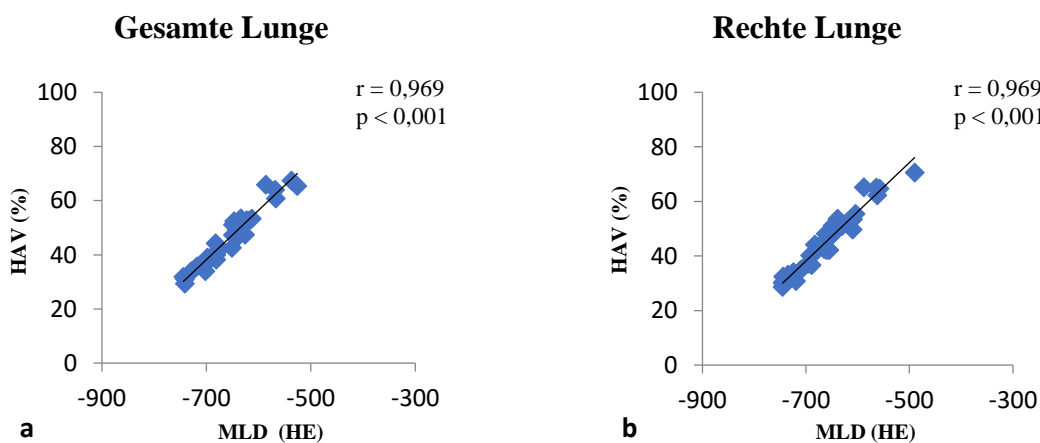 Gesamte Lunge
r = 0,969
p < 0,001
100
80
60
40
20
0
HAV (%)
-900 -700 -500 -300
MLD (HE)
a
Rechte Lunge
r = 0,969
p < 0,001
100
80
60
40
20
0
HAV (%)
-900 -700 -500 -300
MLD (HE)
b